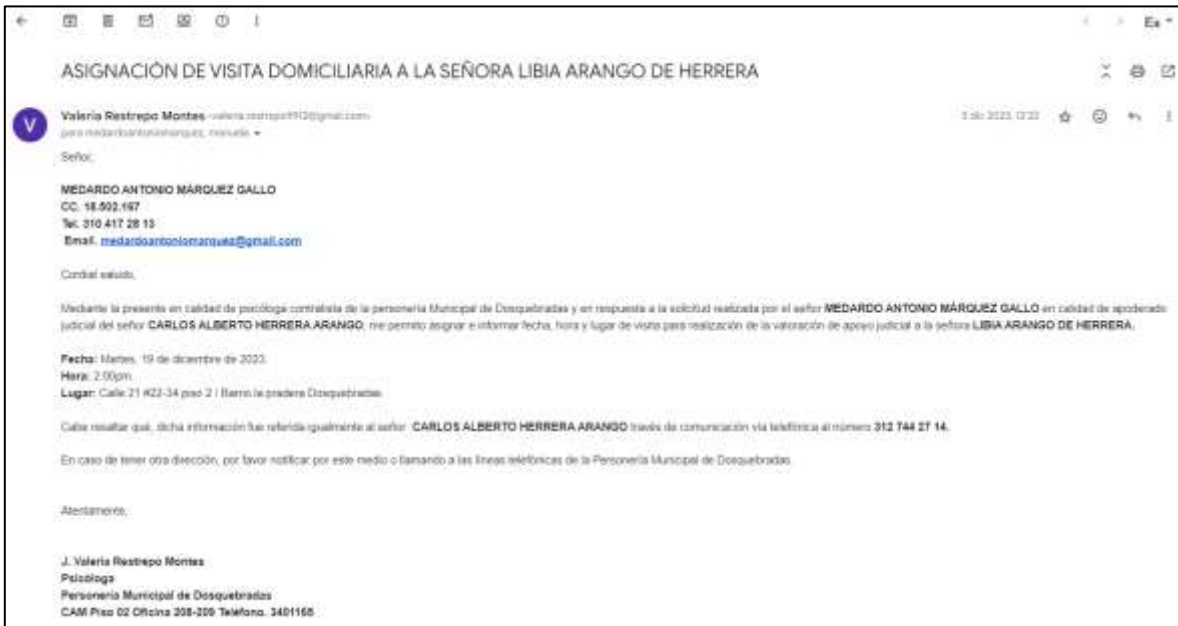 Es
ASIGNACIÓN DE VISITA DOMICILIARIA A LA SEÑORA LIBIA ARANGO DE HERRERA
V
Valeria Restrepo Montes
para medardoantoniomarquez, manuela
Señor,
MEDARDO ANTONIO MÁRQUEZ GALLO
CC. 18.502.167
Tel. 310 417 28 13
Email. medardoantoniomarquez@gmail.com
Cordial saludo,
Mediante la presente en calidad de psicóloga contratista de la personería Municipal de Dosquebradas y en respuesta a la solicitud realizada por el señor MEDARDO ANTONIO MÁRQUEZ GALLO en calidad de apoderado
judicial del señor CARLOS ALBERTO HERRERA ARANGO, me permito asignar e informar fecha, hora y lugar de visita para realización de la valoración de apoyo judicial a la señora LIBIA ARANGO DE HERRERA.
Fecha: Martes, 19 de diciembre de 2023.
Hora: 2:00pm
Lugar: Calle 21 #22-34 piso 2 / Barrio la pradera Dosquebradas
Cabe resaltar qué, dicha información fue referida igualmente al señor CARLOS ALBERTO HERRERA ARANGO través de comunicación vía telefónica al número 312 744 27 14.
En caso de tener otra dirección, por favor notificar por este medio o llamando a las líneas telefónicas de la Personería Municipal de Dosquebradas
Atentamente,
J. Valeria Restrepo Montes
Psicóloga
Personería Municipal de Dosquebradas
CAM Piso 02 Oficina 208-209 Teléfono. 3401168